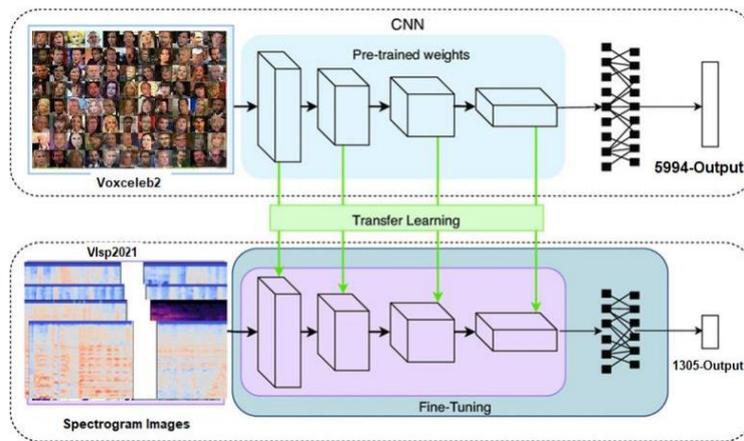 CNN
Pre-trained weights
Voxceleb2
5994-Output
Transfer Learning
Vlsp2021
1305-Output
Fine-Tuning
Spectrogram Images